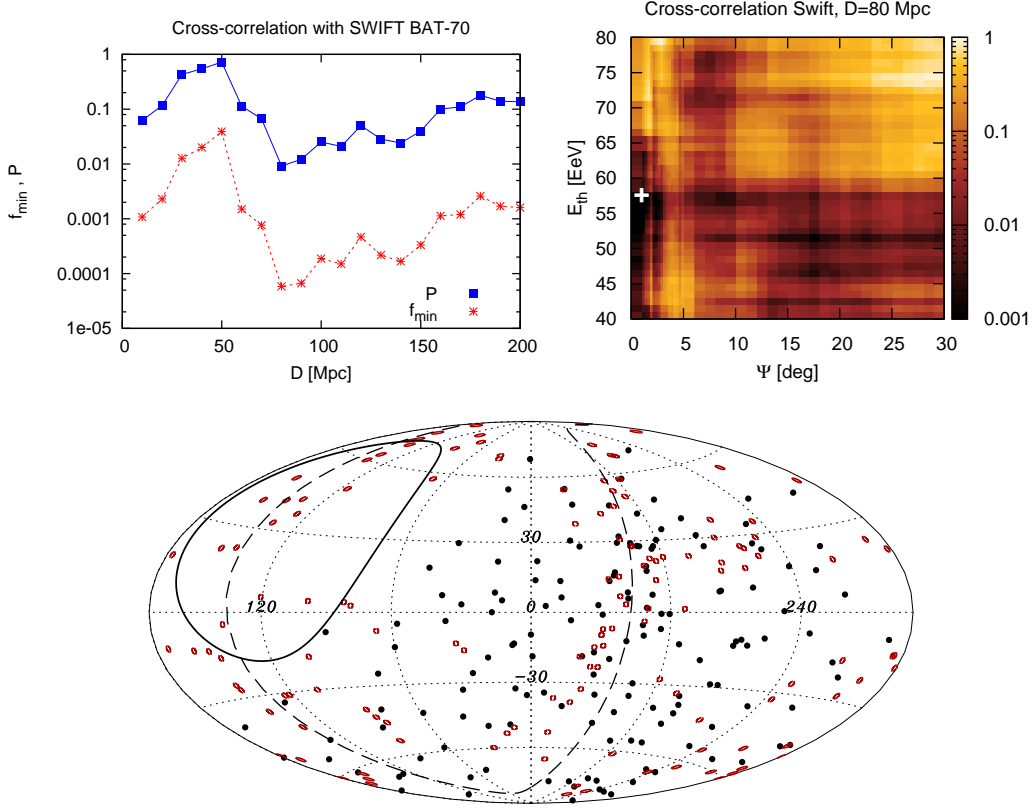 Cross-correlation with SWIFT BAT-70
1
0.1
0.01
0.001
0.0001
1e-05
f_min , P
P
f_min
0 50 100 150 200
D [Mpc]
Cross-correlation Swift, D=80 Mpc
80
75
70
65
60
55
50
45
40
E_th [EeV]
0 5 10 15 20 25 30
Ψ [deg]
1
0.1
0.01
0.001
30
120 0 240
−30